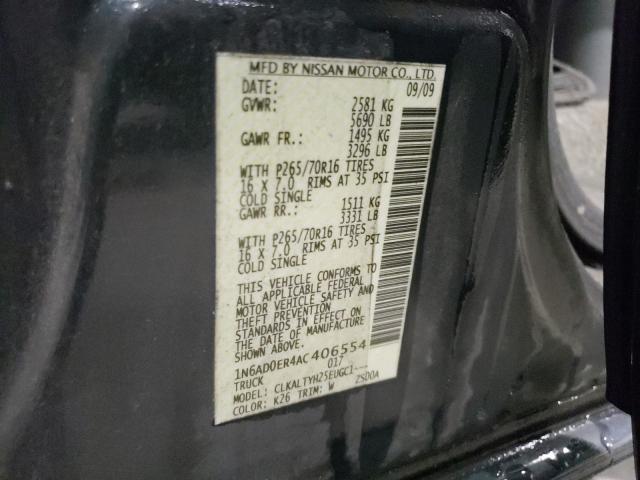 MFD BY NISSAN MOTOR CO., LTD.
DATE: 09/09
GVWR: 2581 KG
5690 LB
GAWR FR.: 1495 KG
3296 LB
WITH P265/70R16 TIRES
16 X 7.0 RIMS AT 35 PSI
COLD SINGLE
GAWR RR.: 1511 KG
3331 LB
WITH P265/70R16 TIRES
16 X 7.0 RIMS AT 35 PSI
COLD SINGLE
THIS VEHICLE CONFORMS TO
ALL APPLICABLE FEDERAL
MOTOR VEHICLE SAFETY AND
THEFT PREVENTION
STANDARDS IN EFFECT ON
THE DATE OF MANUFACTURE
SHOWN ABOVE.
1N6AD0ER4AC406554
TRUCK 017
MODEL: CLKALTYH25EUGC1---
COLOR: K26 TRIM: W ZSD0A